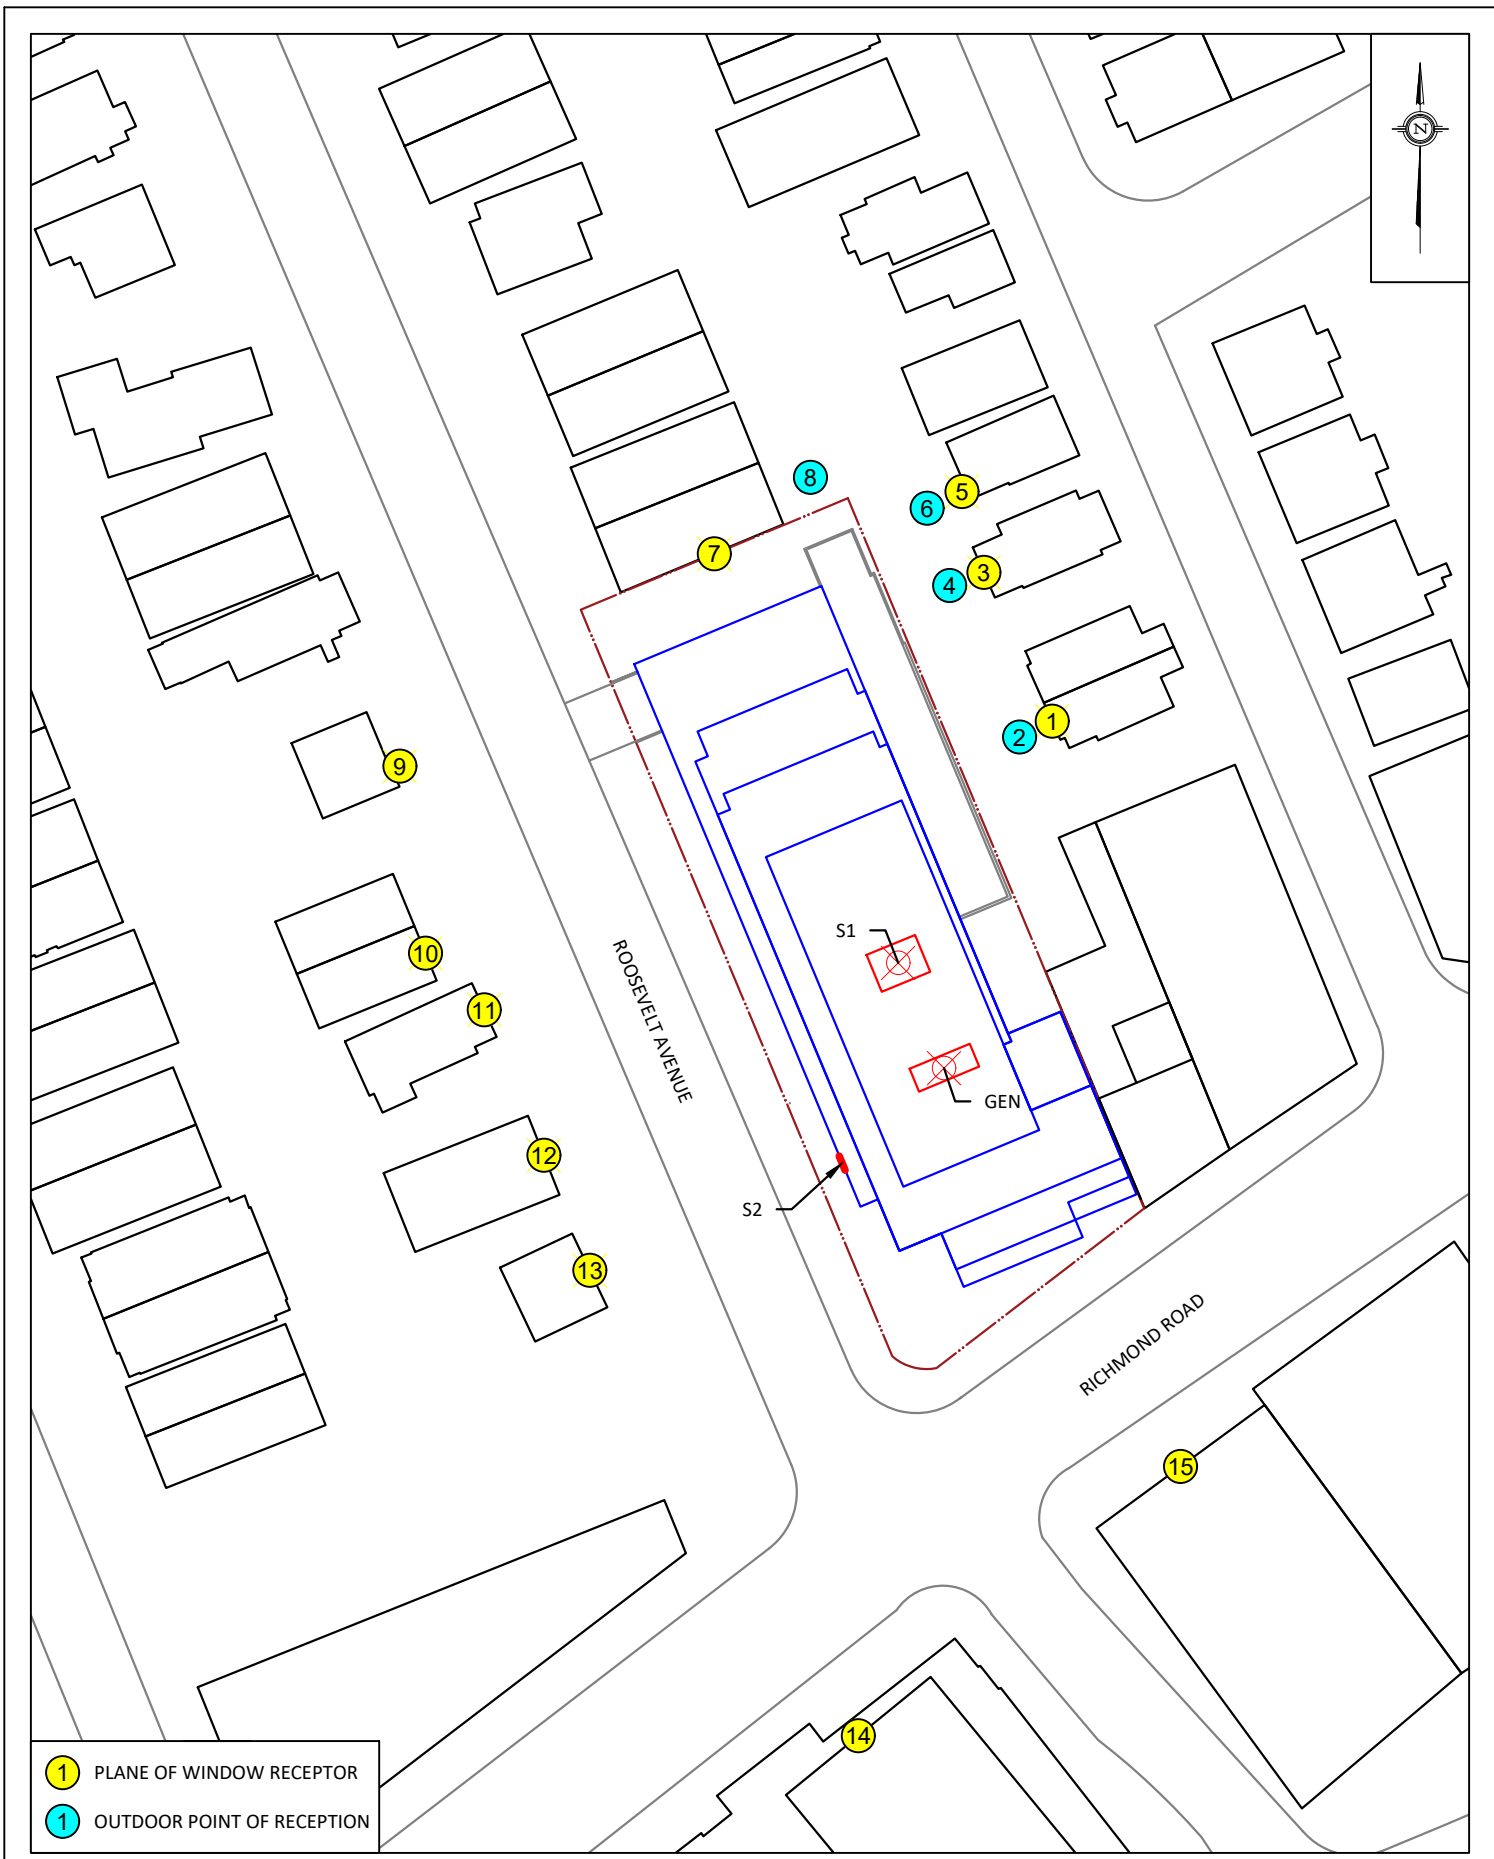 N
8
5
6
7
3
4
1
2
9
S1
10
ROOSEVELT AVENUE
11
GEN
12
S2
13
RICHMOND ROAD
15
14
1 PLANE OF WINDOW RECEPTOR
1 OUTDOOR POINT OF RECEPTION